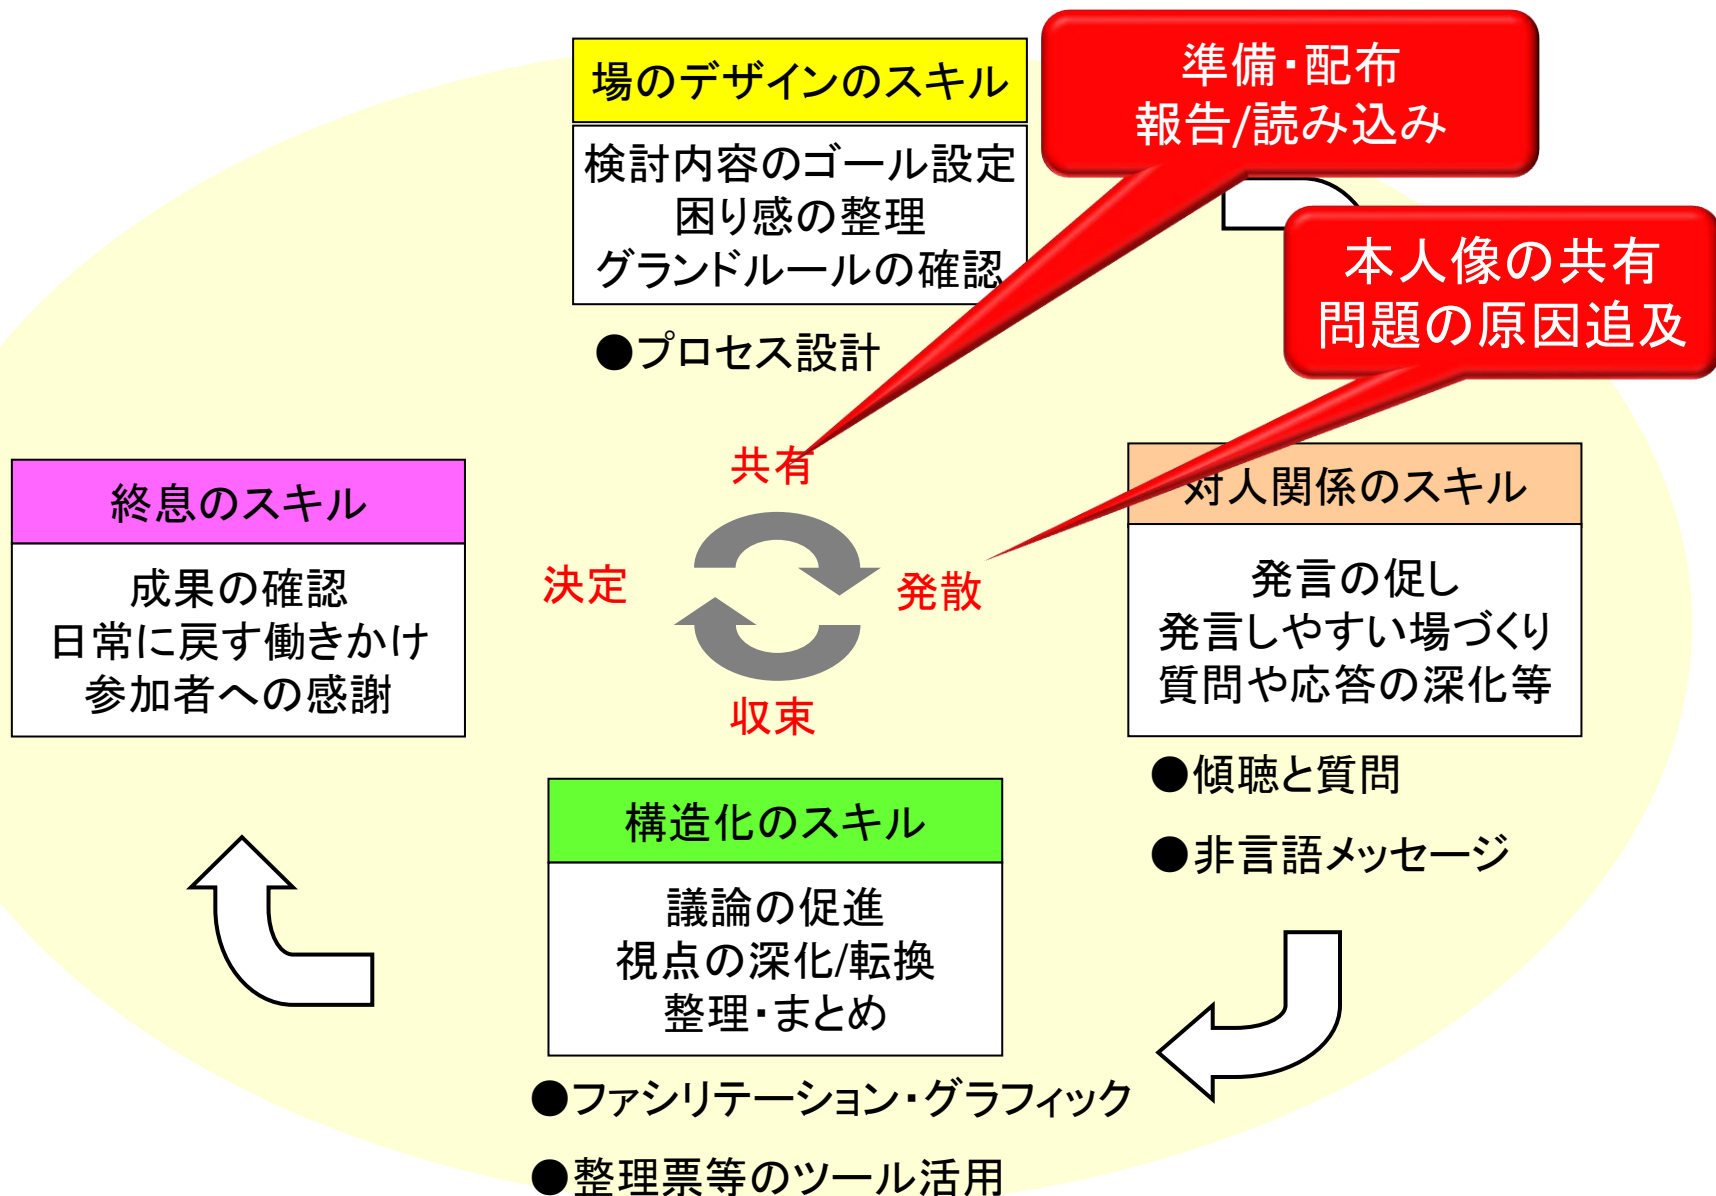 準備・配布
報告/読み込み
場のデザインのスキル
検討内容のゴール設定
困り感の整理
グランドルールの確認
●プロセス設計
本人像の共有
問題の原因追及
共有
発散
収束
決定
対人関係のスキル
発言の促し
発言しやすい場づくり
質問や応答の深化等
●傾聴と質問
●非言語メッセージ
構造化のスキル
議論の促進
視点の深化/転換
整理・まとめ
●ファシリテーション・グラフィック
●整理票等のツール活用
終息のスキル
成果の確認
日常に戻す働きかけ
参加者への感謝